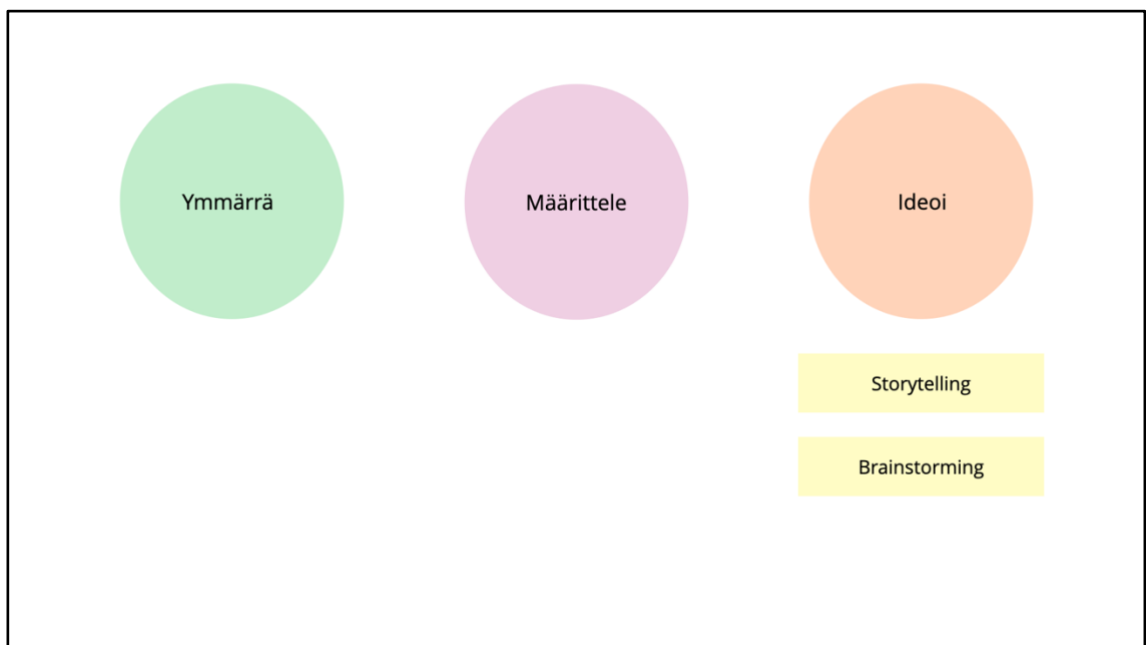 Ymmärrä
Määrittele
Ideoi
Storytelling
Brainstorming